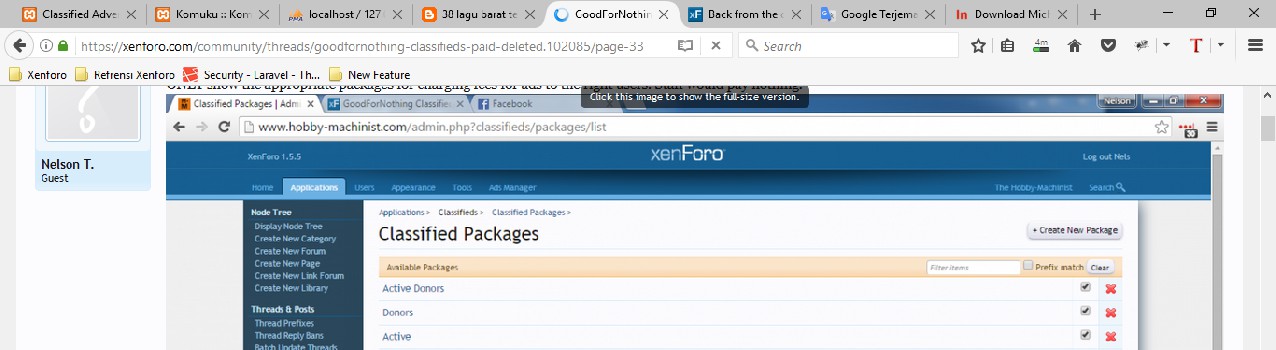 Classified Adver
Komuku :: Kom
localhost / 127.
38 lagu barat te
GoodForNothin
Back from the
Google Terjema
Download Mic
https://xenforo.com/community/threads/goodfornothing-classifieds-paid-deleted.102085/page-33
Search
4m
Xenforo
Refrensi Xenforo
Security - Laravel - Th...
New Feature
ONLY show the appropriate packages for charging fees for ads to the right users. Staff would pay nothing.
Click this image to show the full-size version.
Classified Packages | Admi
GoodForNothing Classifie
Facebook
Nelson
www.hobby-machinist.com/admin.php?classifieds/packages/list
Nelson T.
Guest
XenForo 1.5.5
xenForo
Log out Nels
Home
Applications
Users
Appearance
Tools
Ads Manager
The Hobby-Machinist
Search
Node Tree
Display Node Tree
Create New Category
Create New Forum
Create New Page
Create New Link Forum
Create New Library
Threads & Posts
Thread Prefixes
Thread Reply Bans
Batch Update Threads
Applications > Classifieds > Classified Packages >
Classified Packages
+ Create New Package
Available Packages
Filter items
Prefix match
Clear
Active Donors
Donors
Active